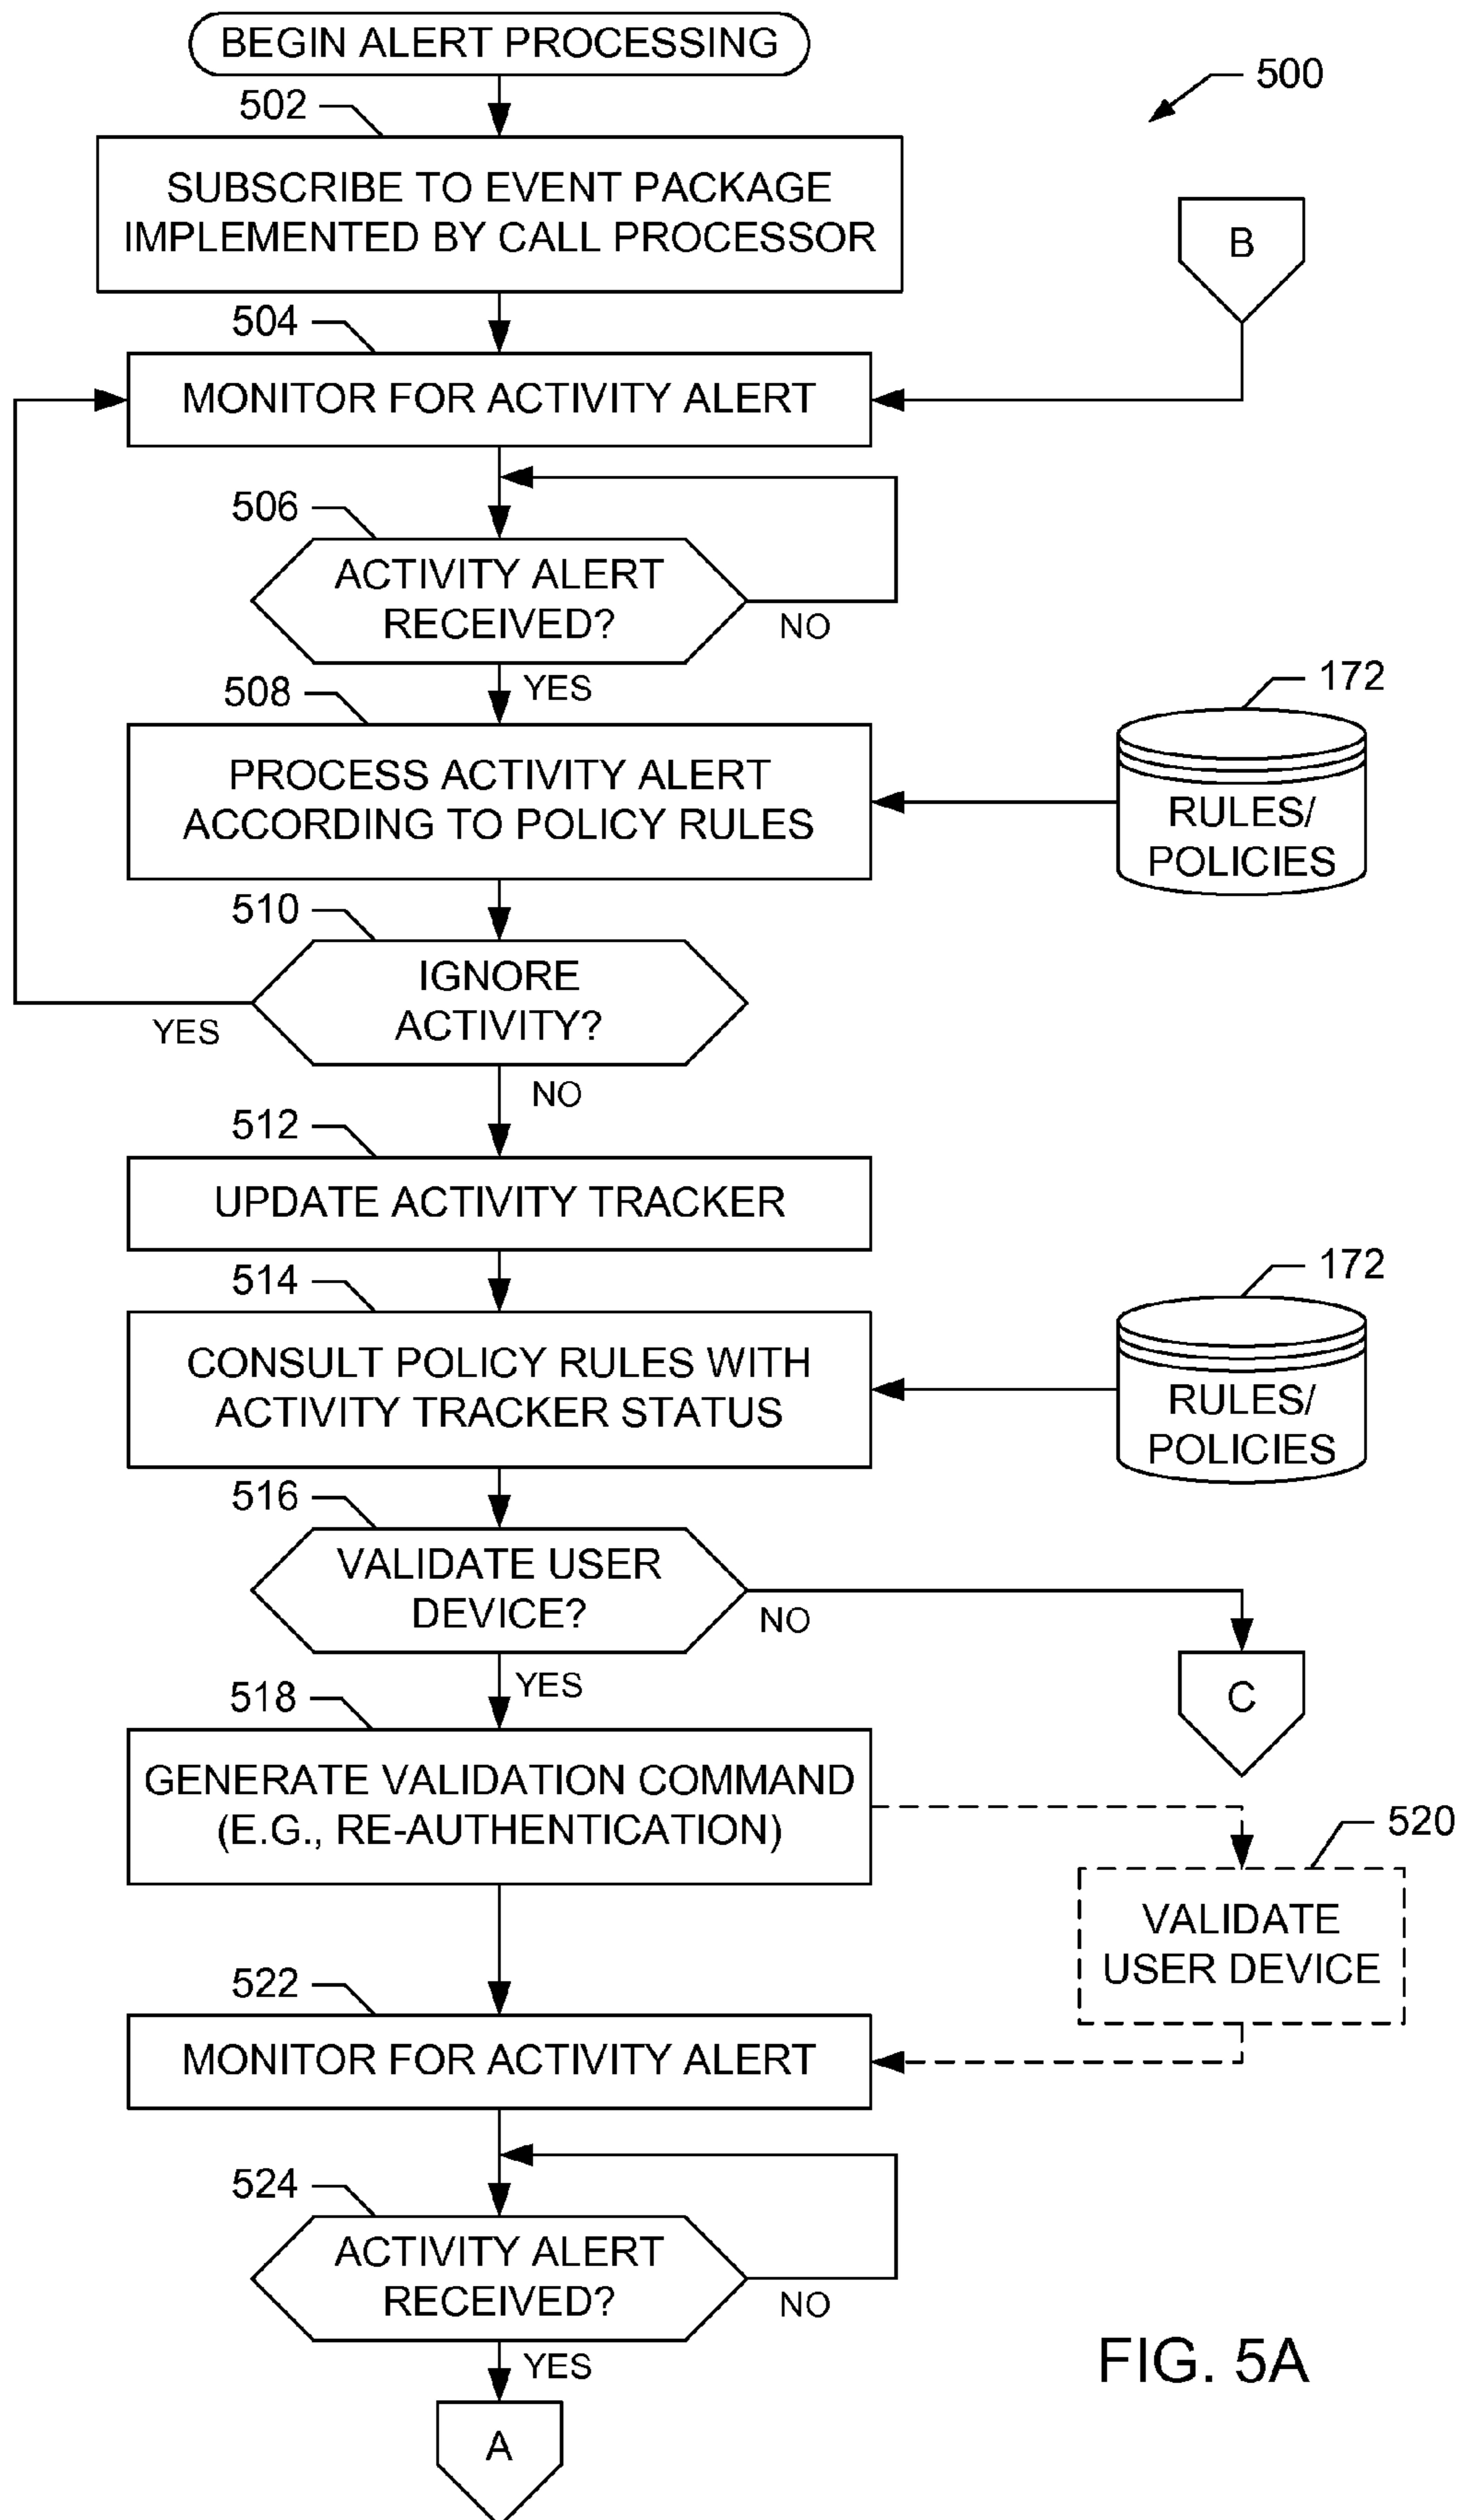 BEGIN ALERT PROCESSING
500
502
SUBSCRIBE TO EVENT PACKAGE
IMPLEMENTED BY CALL PROCESSOR
B
504
MONITOR FOR ACTIVITY ALERT
506
ACTIVITY ALERT
RECEIVED?
NO
YES
508
PROCESS ACTIVITY ALERT
ACCORDING TO POLICY RULES
172
RULES/
POLICIES
510
IGNORE
ACTIVITY?
YES
NO
512
UPDATE ACTIVITY TRACKER
514
CONSULT POLICY RULES WITH
ACTIVITY TRACKER STATUS
172
RULES/
POLICIES
516
VALIDATE USER
DEVICE?
NO
YES
C
518
GENERATE VALIDATION COMMAND
(E.G., RE-AUTHENTICATION)
520
VALIDATE
USER DEVICE
522
MONITOR FOR ACTIVITY ALERT
524
ACTIVITY ALERT
RECEIVED?
NO
YES
A
FIG. 5A